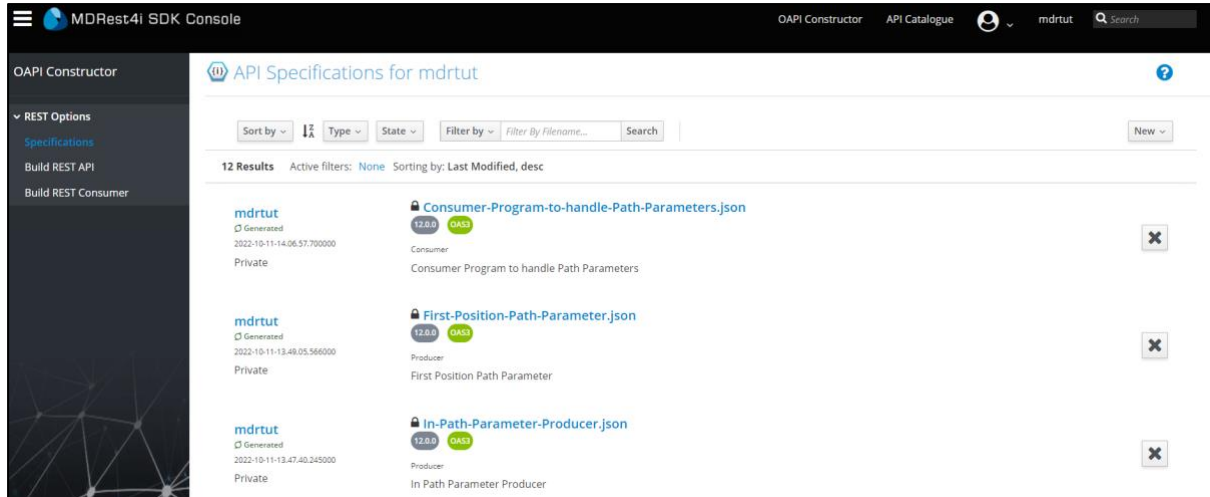 MDRest4i SDK Console
OAPI Constructor API Catalogue mdrtut Search
OAPI Constructor
REST Options
Specifications
Build REST API
Build REST Consumer
API Specifications for mdrtut
Sort by Type State Filter by Filter By Filename... Search New
12 Results Active filters: None Sorting by: Last Modified, desc
mdrtut
Generated
2022-10-11-14.06.57.700000
Private
Consumer-Program-to-handle-Path-Parameters.json
12.0.0 OAS3
Consumer
Consumer Program to handle Path Parameters
mdrtut
Generated
2022-10-11-13.49.05.566000
Private
First-Position-Path-Parameter.json
12.0.0 OAS3
Producer
First Position Path Parameter
mdrtut
Generated
2022-10-11-13.47.40.245000
Private
In-Path-Parameter-Producer.json
12.0.0 OAS3
Producer
In Path Parameter Producer